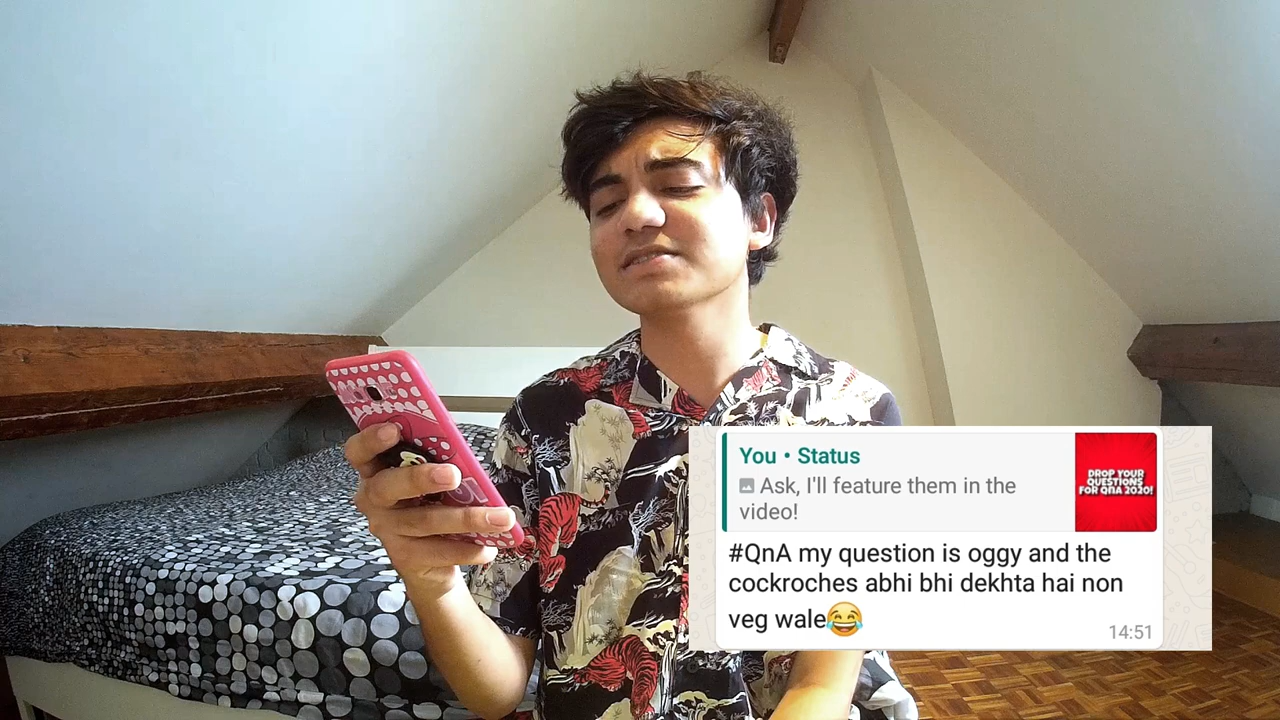 You • Status
Ask, I'll feature them in the
video!
DROP YOUR
QUESTIONS
FOR QnA 2020!
#QnA my question is oggy and the
cockroches abhi bhi dekhta hai non
veg wale😂
14:51